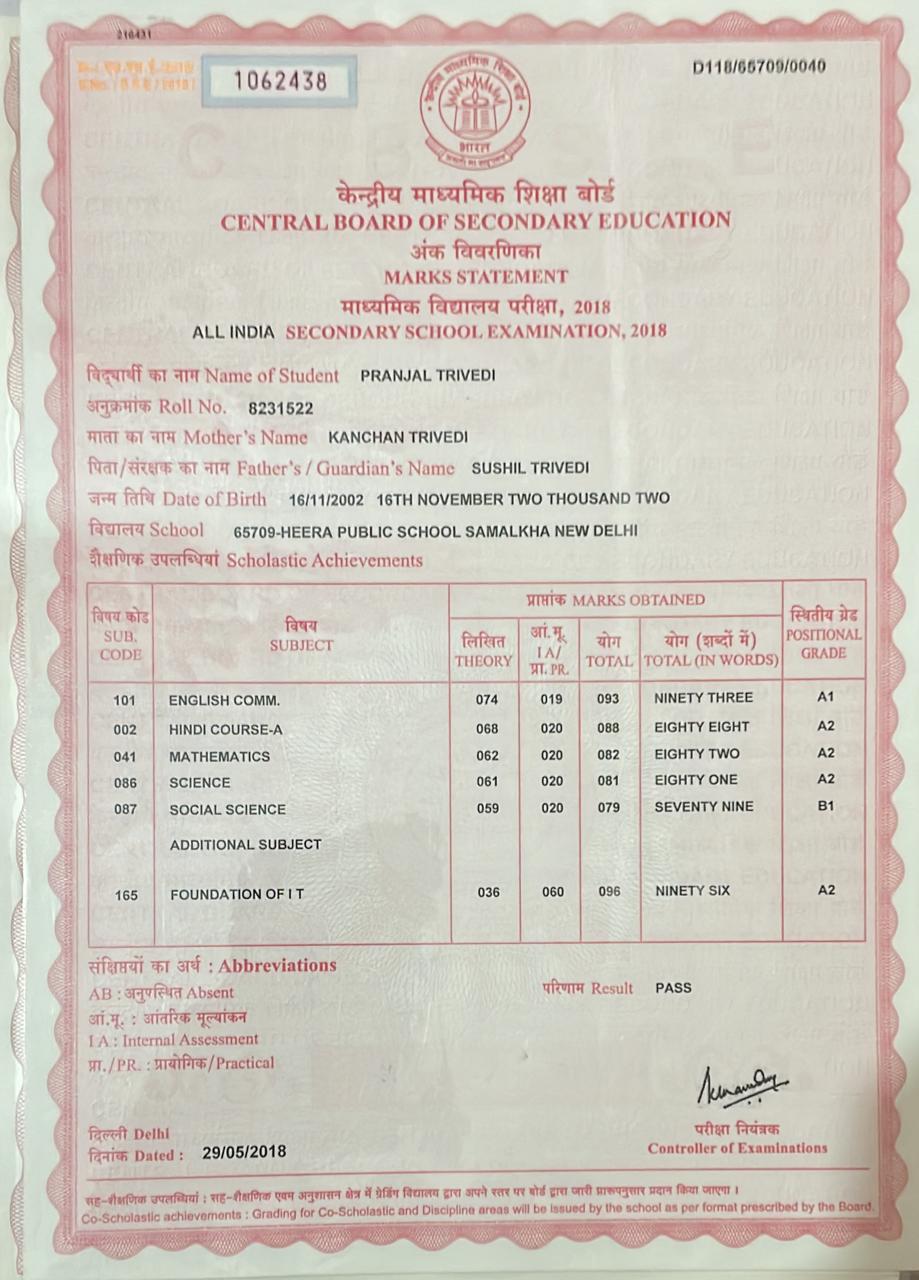 216431
1062438
D118/65709/0040
भारत
केन्द्रीय माध्यमिक शिक्षा बोर्ड
CENTRAL BOARD OF SECONDARY EDUCATION
अंक विवरणिका
MARKS STATEMENT
माध्यमिक विद्यालय परीक्षा, 2018
ALL INDIA SECONDARY SCHOOL EXAMINATION, 2018
विद्यार्थी का नाम Name of Student PRANJAL TRIVEDI
अनुक्रमांक Roll No. 8231522
माता का नाम Mother's Name KANCHAN TRIVEDI
पिता/संरक्षक का नाम Father's / Guardian's Name SUSHIL TRIVEDI
जन्म तिथि Date of Birth 16/11/2002 16TH NOVEMBER TWO THOUSAND TWO
विद्यालय School 65709-HEERA PUBLIC SCHOOL SAMALKHA NEW DELHI
शैक्षणिक उपलब्धियां Scholastic Achievements
विषय कोड SUB. CODE
विषय SUBJECT
प्राप्तांक MARKS OBTAINED
लिखित THEORY
आं.मू. I A/ प्रा. PR.
योग TOTAL
योग (शब्दों में) TOTAL (IN WORDS)
स्थितीय ग्रेड POSITIONAL GRADE
101 ENGLISH COMM. 074 019 093 NINETY THREE A1
002 HINDI COURSE-A 068 020 088 EIGHTY EIGHT A2
041 MATHEMATICS 062 020 082 EIGHTY TWO A2
086 SCIENCE 061 020 081 EIGHTY ONE A2
087 SOCIAL SCIENCE 059 020 079 SEVENTY NINE B1
ADDITIONAL SUBJECT
165 FOUNDATION OF I T 036 060 096 NINETY SIX A2
संक्षिप्तियों का अर्थ : Abbreviations
AB : अनुपस्थित Absent
परिणाम Result PASS
आं.मू. : आंतरिक मूल्यांकन
I A : Internal Assessment
प्रा./PR. : प्रायोगिक/Practical
दिल्ली Delhi
दिनांक Dated : 29/05/2018
परीक्षा नियंत्रक
Controller of Examinations
सह-शैक्षणिक उपलब्धियां : सह-शैक्षणिक एवम अनुशासन क्षेत्र में ग्रेडिंग विद्यालय द्वारा अपने स्तर पर बोर्ड द्वारा जारी प्रारूपनुसार प्रदान किया जाएगा ।
Co-Scholastic achievements : Grading for Co-Scholastic and Discipline areas will be issued by the school as per format prescribed by the Board.